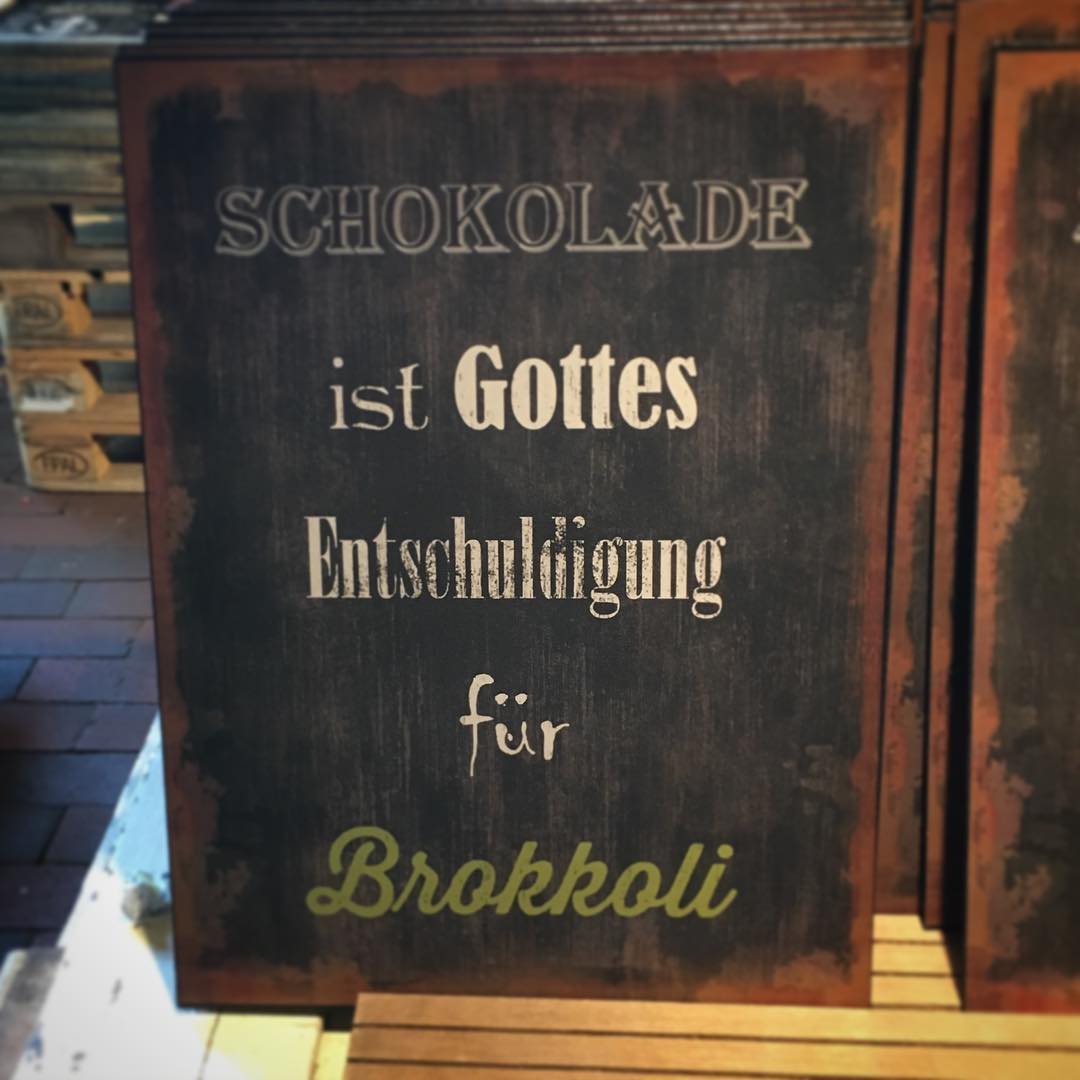 SCHOKOLADE
ist Gottes
Entschuldigung
für
Brokkoli